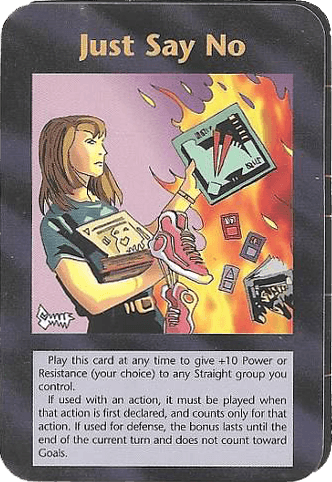 Just Say No
Play this card at any time to give +10 Power or
Resistance (your choice) to any Straight group you
control.
If used with an action, it must be played when
that action is first declared, and counts only for that
action. If used for defense, the bonus lasts until the
end of the current turn and does not count toward
Goals.